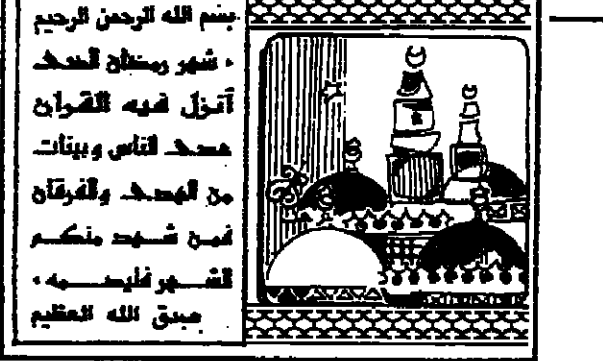 بسم الله الرحمن الرحيم
« شهر رمضان الذى
أنزل فيه القرآن
هدى للناس وبينات
من الهدى والفرقان
فمن شهد منكم
الشهر فليصمه »
صدق الله العظيم